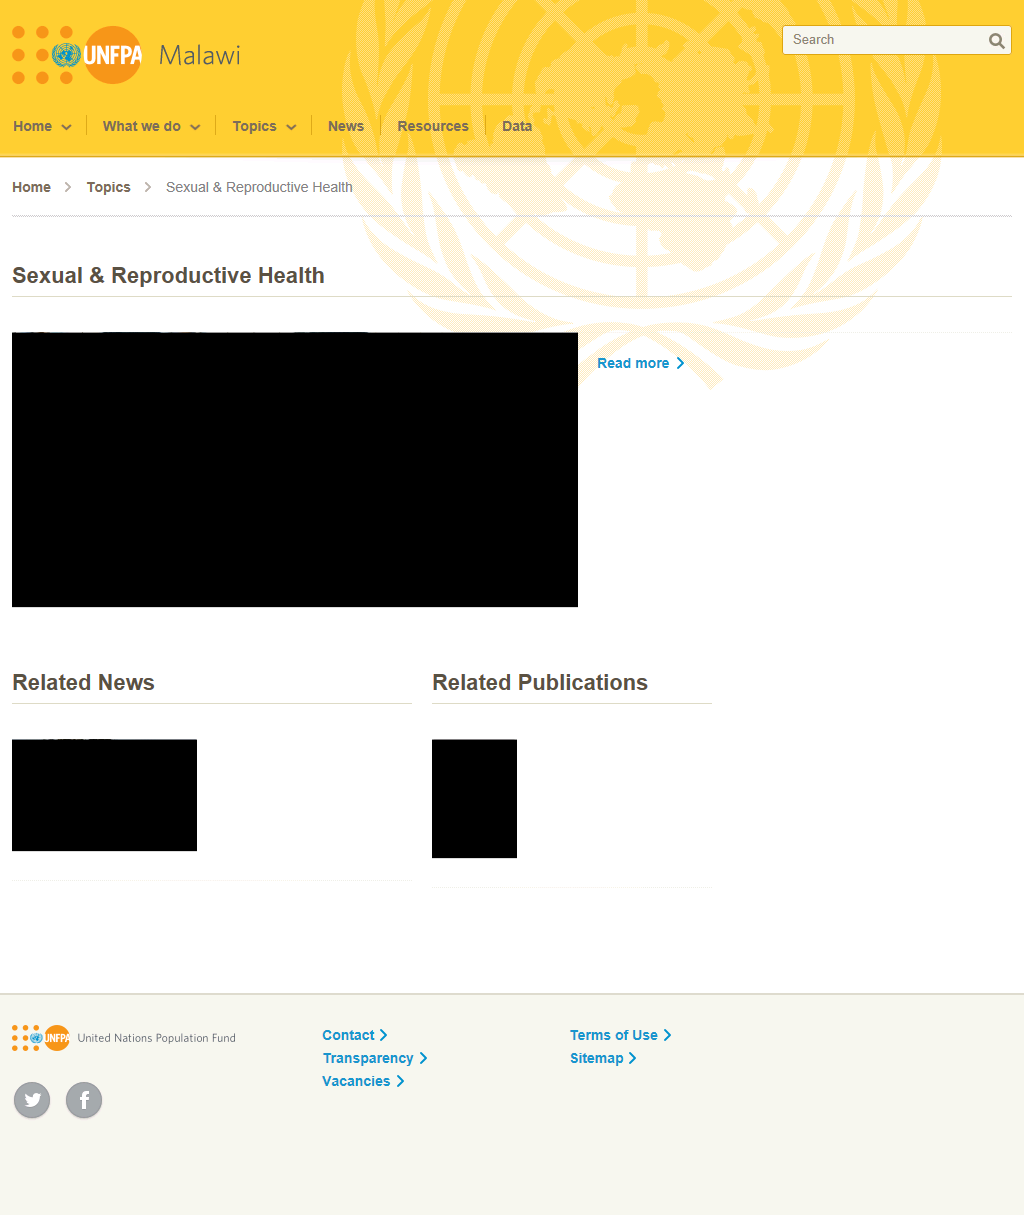 UNFPA Malawi
Search
Home
What we do
Topics
News
Resources
Data
Home
Topics
Sexual & Reproductive Health
Sexual & Reproductive Health
Read more
Related News
Related Publications
UNFPA United Nations Population Fund
Contact
Transparency
Vacancies
Terms of Use
Sitemap